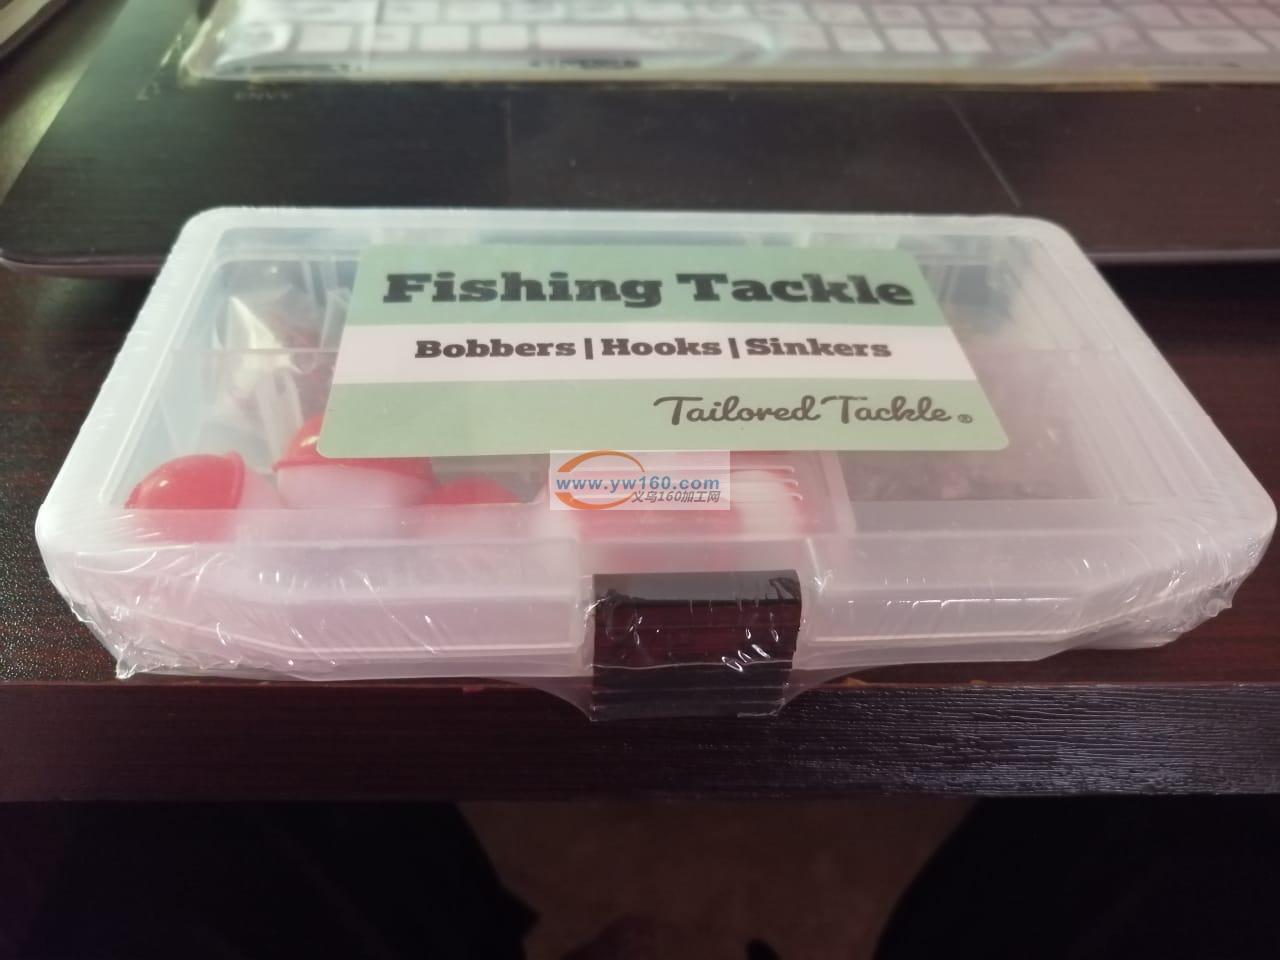 Fishing Tackle
Bobbers | Hooks | Sinkers
Tailored Tackle ®
www.yw160.com
义乌160加工网